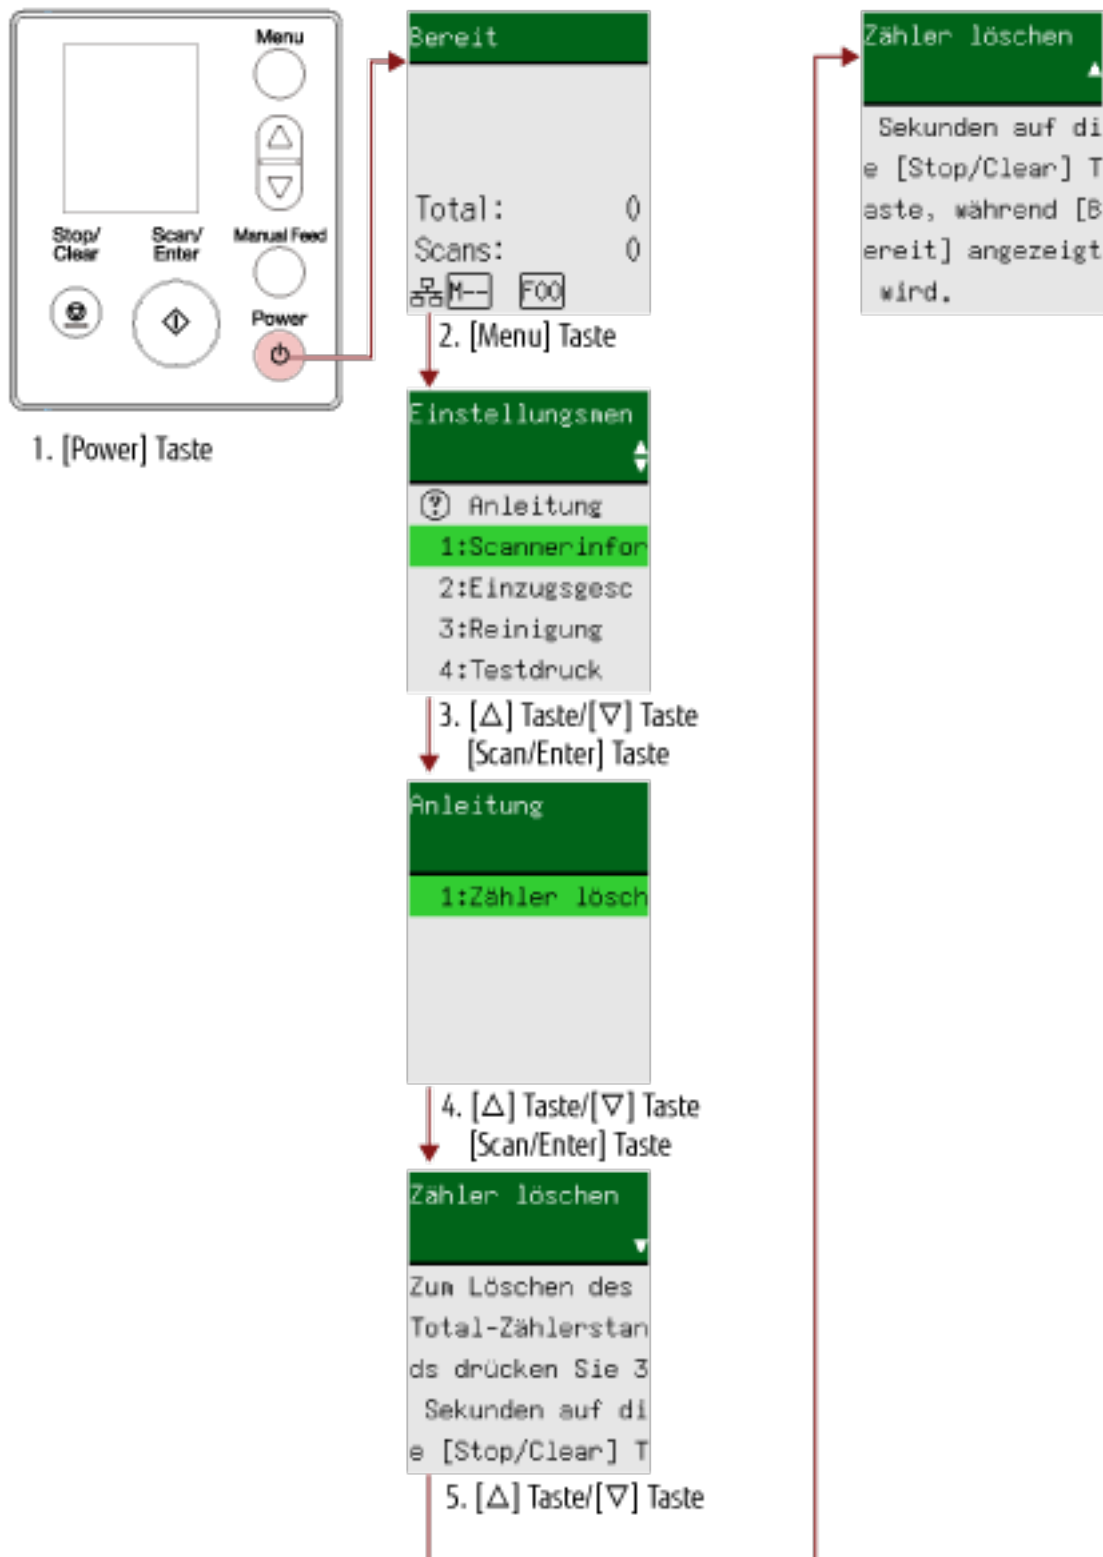 Menu
Stop/
Clear
Scan/
Enter
Manual Feed
Power
1. [Power] Taste
Bereit
Total: 0
Scans: 0
M-- F00
2. [Menu] Taste
Einstellungsmen
? Anleitung
1:Scannerinfor
2:Einzugsgesc
3:Reinigung
4:Testdruck
3. [△] Taste/[▽] Taste
[Scan/Enter] Taste
Anleitung
1:Zähler lösch
4. [△] Taste/[▽] Taste
[Scan/Enter] Taste
Zähler löschen
Zum Löschen des
Total-Zählerstan
ds drücken Sie 3
Sekunden auf di
e [Stop/Clear] T
5. [△] Taste/[▽] Taste
Zähler löschen
Sekunden auf di
e [Stop/Clear] T
aste, während [B
ereit] angezeigt
wird.